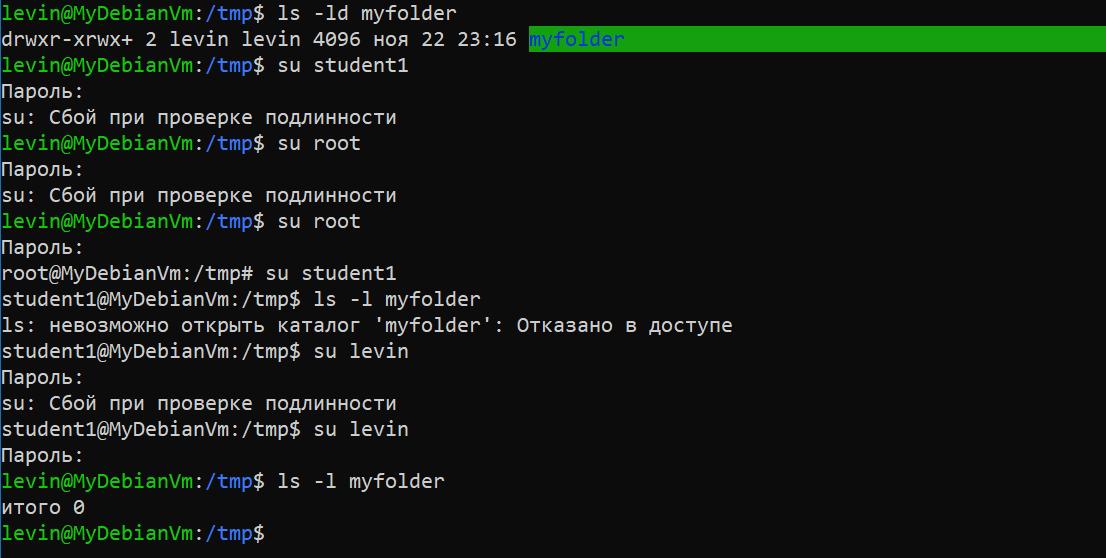 levin@MyDebianVm:/tmp$ ls -ld myfolder
drwxr-xrwx+ 2 levin levin 4096 ноя 22 23:16 myfolder
levin@MyDebianVm:/tmp$ su student1
Пароль:
su: Сбой при проверке подлинности
levin@MyDebianVm:/tmp$ su root
Пароль:
su: Сбой при проверке подлинности
levin@MyDebianVm:/tmp$ su root
Пароль:
root@MyDebianVm:/tmp# su student1
student1@MyDebianVm:/tmp$ ls -l myfolder
ls: невозможно открыть каталог 'myfolder': Отказано в доступе
student1@MyDebianVm:/tmp$ su levin
Пароль:
su: Сбой при проверке подлинности
student1@MyDebianVm:/tmp$ su levin
Пароль:
levin@MyDebianVm:/tmp$ ls -l myfolder
итого 0
levin@MyDebianVm:/tmp$